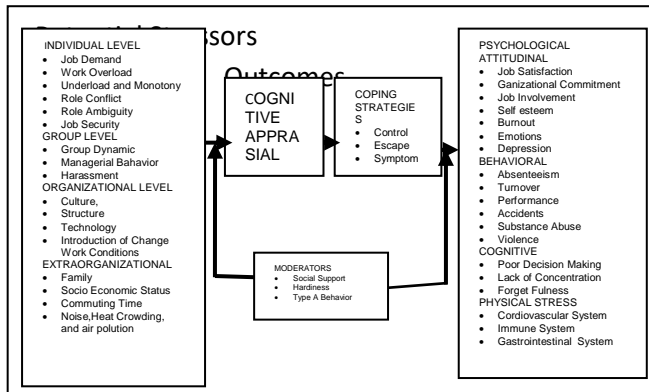 ssors
Outcomes
INDIVIDUAL LEVEL
• Job Demand
• Work Overload
• Underload and Monotony
• Role Conflict
• Role Ambiguity
• Job Security
GROUP LEVEL
• Group Dynamic
• Managerial Bahavior
• Harassment
ORGANIZATIONAL LEVEL
• Culture,
• Structure
• Technology
• Introduction of Change
Work Conditions
EXTRAORGANIZATIONAL
• Family
• Socio Economic Status
• Commuting Time
• Noise,Heat Crowding,
and air polution
COGNI
TIVE
APPRA
SIAL
COPING
STRATEGIE
S
• Control
• Escape
• Symptom
MODERATORS
• Social Support
• Hardiness
• Type A Behavior
PSYCHOLOGICAL
ATTITUDINAL
• Job Satisfaction
• Ganizational Commitment
• Job Involvement
• Self esteem
• Burnout
• Emotions
• Depression
BEHAVIORAL
• Absenteeism
• Turnover
• Performance
• Accidents
• Substance Abuse
• Violence
COGNITIVE
• Poor Decision Making
• Lack of Concentration
• Forget Fulness
PHYSICAL STRESS
• Cordiovascular System
• Immune System
• Gastrointestinal System